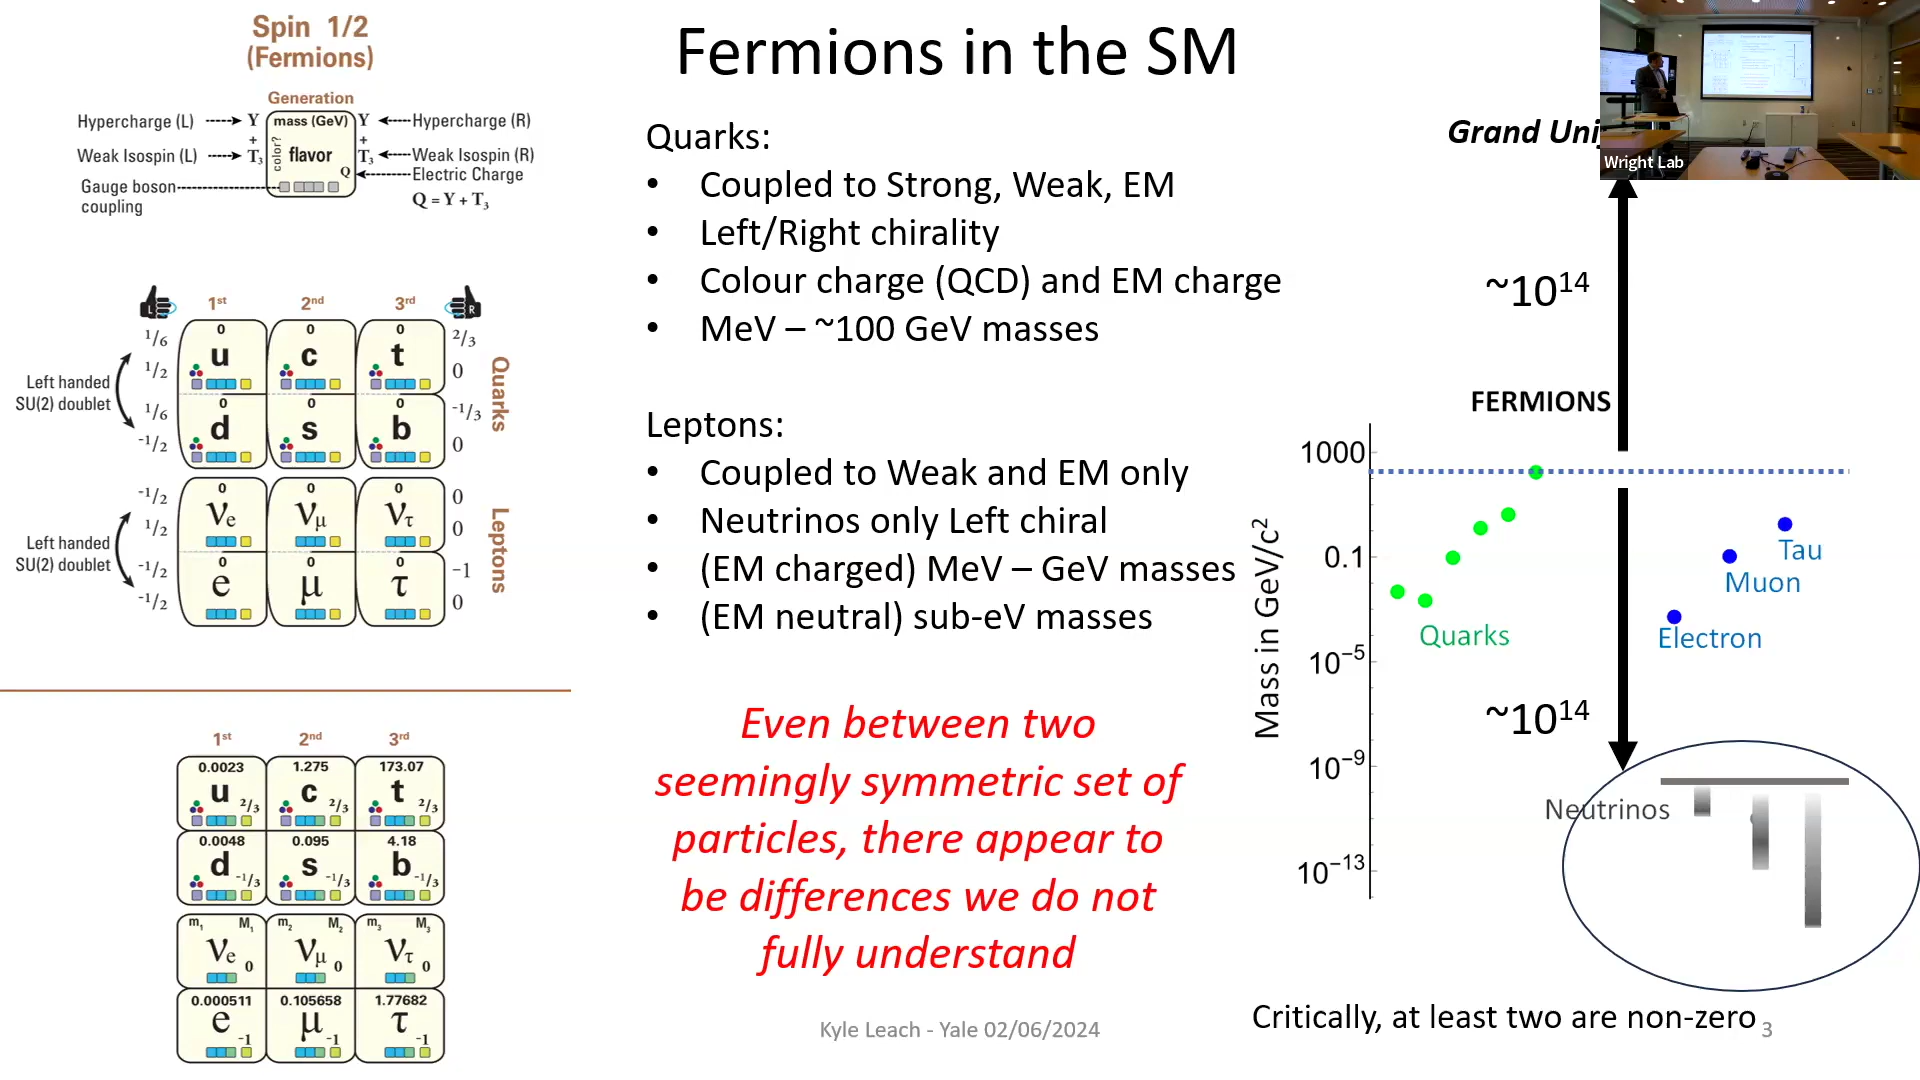 Spin 1/2
(Fermions)
Generation
Hypercharge (L)
Y
mass (GeV)
Y
Hypercharge (R)
+
+
Weak Isospin (L)
T3
color?
flavor
T3
Weak Isospin (R)
Q
Electric Charge
Gauge boson
coupling
Q = Y + T3
L
1st
2nd
3rd
R
1/6
0
0
0
2/3
u
c
t
1/2
0
Left handed
SU(2) doublet
1/6
0
0
0
-1/3
d
s
b
-1/2
0
Quarks
-1/2
0
0
0
0
νe
νμ
ντ
1/2
0
Left handed
SU(2) doublet
-1/2
0
0
0
-1
e
μ
τ
-1/2
0
Leptons
1st
2nd
3rd
0.0023
1.275
173.07
u 2/3
c 2/3
t 2/3
0.0048
0.095
4.18
d -1/3
s -1/3
b -1/3
m1
M1
m2
M2
m3
M3
νe 0
νμ 0
ντ 0
0.000511
0.105658
1.77682
e -1
μ -1
τ -1
Fermions in the SM
Quarks:
• Coupled to Strong, Weak, EM
• Left/Right chirality
• Colour charge (QCD) and EM charge
• MeV – ~100 GeV masses
Leptons:
• Coupled to Weak and EM only
• Neutrinos only Left chiral
• (EM charged) MeV – GeV masses
• (EM neutral) sub-eV masses
Even between two
seemingly symmetric set of
particles, there appear to
be differences we do not
fully understand
Kyle Leach - Yale 02/06/2024
Grand Uni
Wright Lab
~10¹⁴
FERMIONS
1000
0.1
10⁻⁵
10⁻⁹
10⁻¹³
Mass in GeV/c²
Quarks
Tau
Muon
Electron
~10¹⁴
Neutrinos
Critically, at least two are non-zero
3